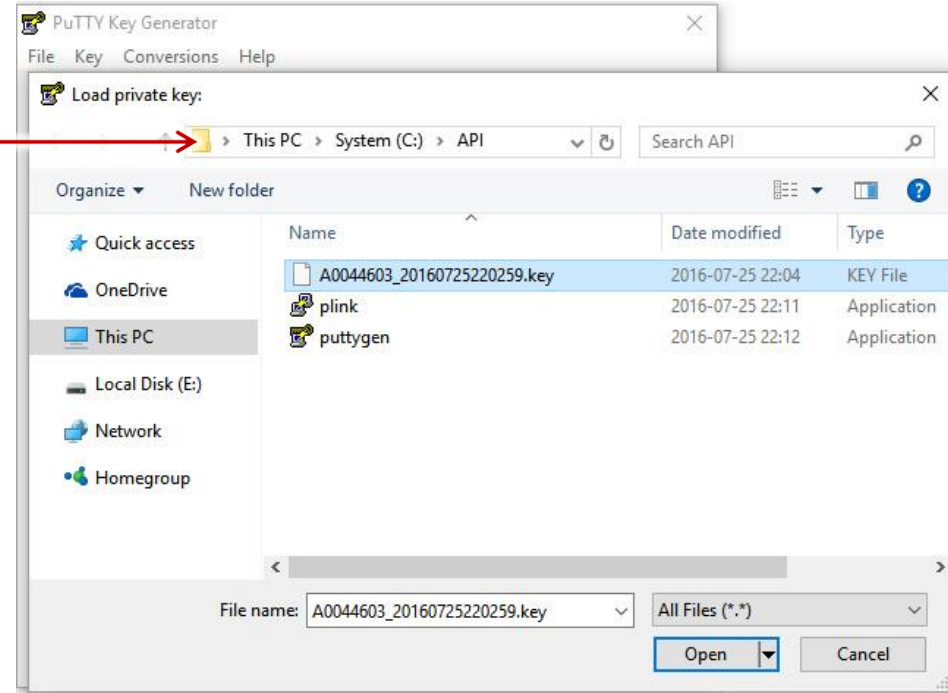 PuTTY Key Generator
File Key Conversions Help
Load private key:
This PC > System (C:) > API Search API
Organize New folder
Name Date modified Type
Quick access
OneDrive
This PC
Local Disk (E:)
Network
Homegroup
A0044603_20160725220259.key 2016-07-25 22:04 KEY File
plink 2016-07-25 22:11 Application
puttygen 2016-07-25 22:12 Application
File name: A0044603_20160725220259.key All Files (*.*)
Open Cancel